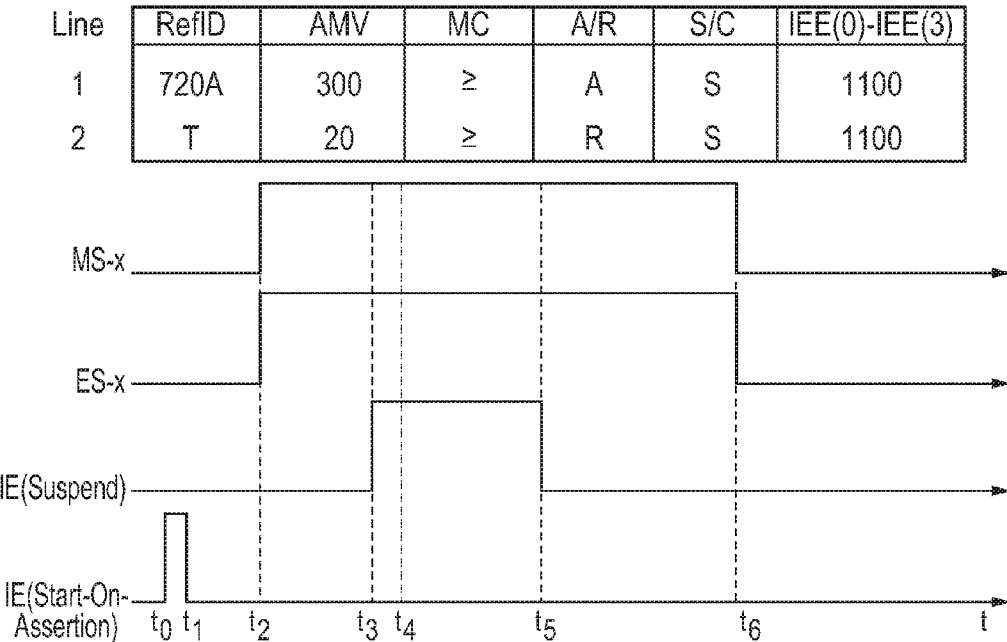 Line RefID AMV MC A/R S/C IEE(0)-IEE(3)
1 720A 300 ≥ A S 1100
2 T 20 ≥ R S 1100
MS-x
ES-x
IE(Suspend)
IE(Start-On-
Assertion)
t0 t1 t2 t3 t4 t5 t6 t